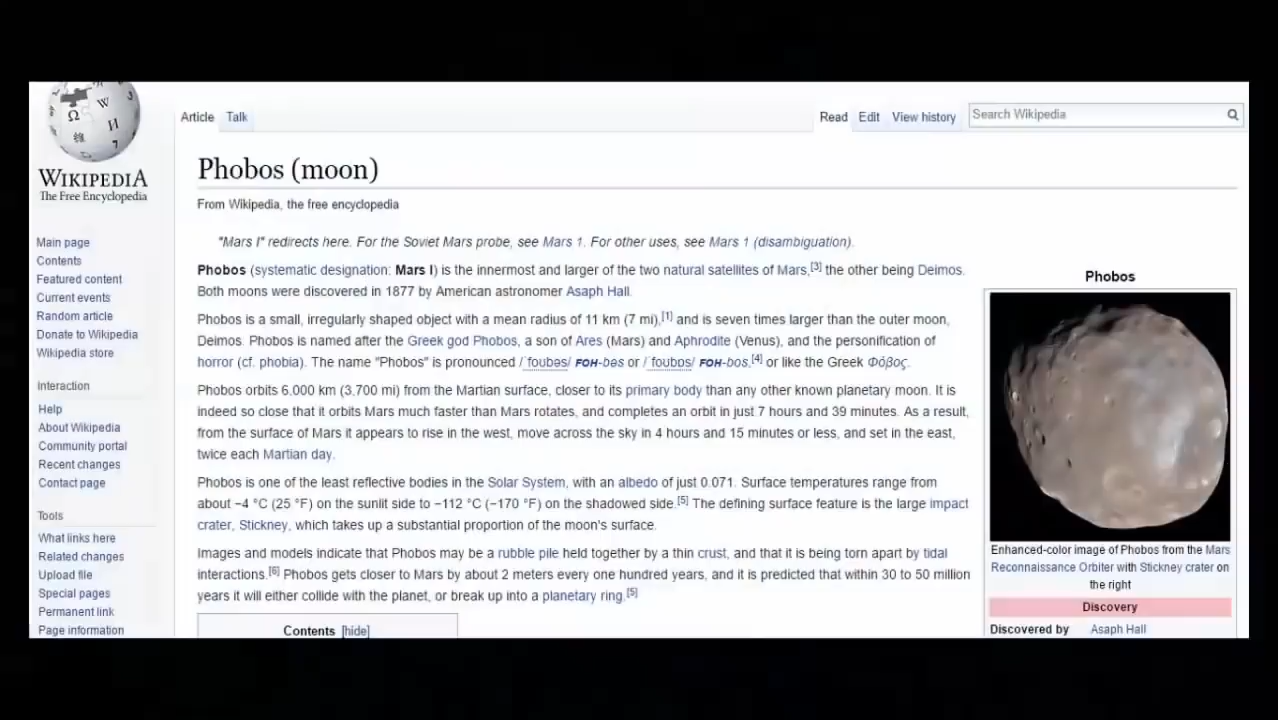 WIKIPEDIA
The Free Encyclopedia
Main page
Contents
Featured content
Current events
Random article
Donate to Wikipedia
Wikipedia store
Interaction
Help
About Wikipedia
Community portal
Recent changes
Contact page
Tools
What links here
Related changes
Upload file
Special pages
Permanent link
Page information
Article Talk
Read Edit View history Search Wikipedia
Phobos (moon)
From Wikipedia, the free encyclopedia
"Mars I" redirects here. For the Soviet Mars probe, see Mars 1. For other uses, see Mars 1 (disambiguation).
Phobos (systematic designation: Mars I) is the innermost and larger of the two natural satellites of Mars,[3] the other being Deimos.
Both moons were discovered in 1877 by American astronomer Asaph Hall.
Phobos is a small, irregularly shaped object with a mean radius of 11 km (7 mi),[1] and is seven times larger than the outer moon,
Deimos. Phobos is named after the Greek god Phobos, a son of Ares (Mars) and Aphrodite (Venus), and the personification of
horror (cf. phobia). The name "Phobos" is pronounced /ˈfoʊbəs/ FOH-bəs or /ˈfoʊbɒs/ FOH-bos,[4] or like the Greek Φόβος.
Phobos orbits 6,000 km (3,700 mi) from the Martian surface, closer to its primary body than any other known planetary moon. It is
indeed so close that it orbits Mars much faster than Mars rotates, and completes an orbit in just 7 hours and 39 minutes. As a result,
from the surface of Mars it appears to rise in the west, move across the sky in 4 hours and 15 minutes or less, and set in the east,
twice each Martian day.
Phobos is one of the least reflective bodies in the Solar System, with an albedo of just 0.071. Surface temperatures range from
about −4 °C (25 °F) on the sunlit side to −112 °C (−170 °F) on the shadowed side.[5] The defining surface feature is the large impact
crater, Stickney, which takes up a substantial proportion of the moon's surface.
Images and models indicate that Phobos may be a rubble pile held together by a thin crust, and that it is being torn apart by tidal
interactions.[6] Phobos gets closer to Mars by about 2 meters every one hundred years, and it is predicted that within 30 to 50 million
years it will either collide with the planet, or break up into a planetary ring.[5]
Contents [hide]
Phobos
Enhanced-color image of Phobos from the Mars
Reconnaissance Orbiter with Stickney crater on
the right
Discovery
Discovered by Asaph Hall